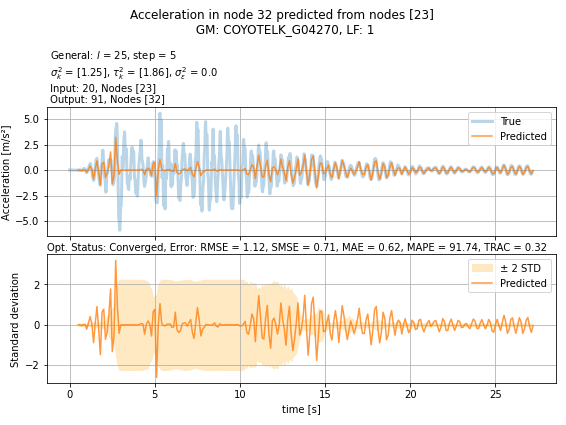 Acceleration in node 32 predicted from nodes [23]
GM: COYOTELK_G04270, LF: 1
General: l = 25, step = 5
σ²ₖ = [1.25], τ²ₖ = [1.86], σ²_ε = 0.0
Input: 20, Nodes [23]
Output: 91, Nodes [32]
Acceleration [m/s²]
5.0
2.5
0.0
−2.5
−5.0
True
Predicted
Opt. Status: Converged, Error: RMSE = 1.12, SMSE = 0.71, MAE = 0.62, MAPE = 91.74, TRAC = 0.32
Standard deviation
2
0
−2
± 2 STD
Predicted
0
5
10
15
20
25
time [s]